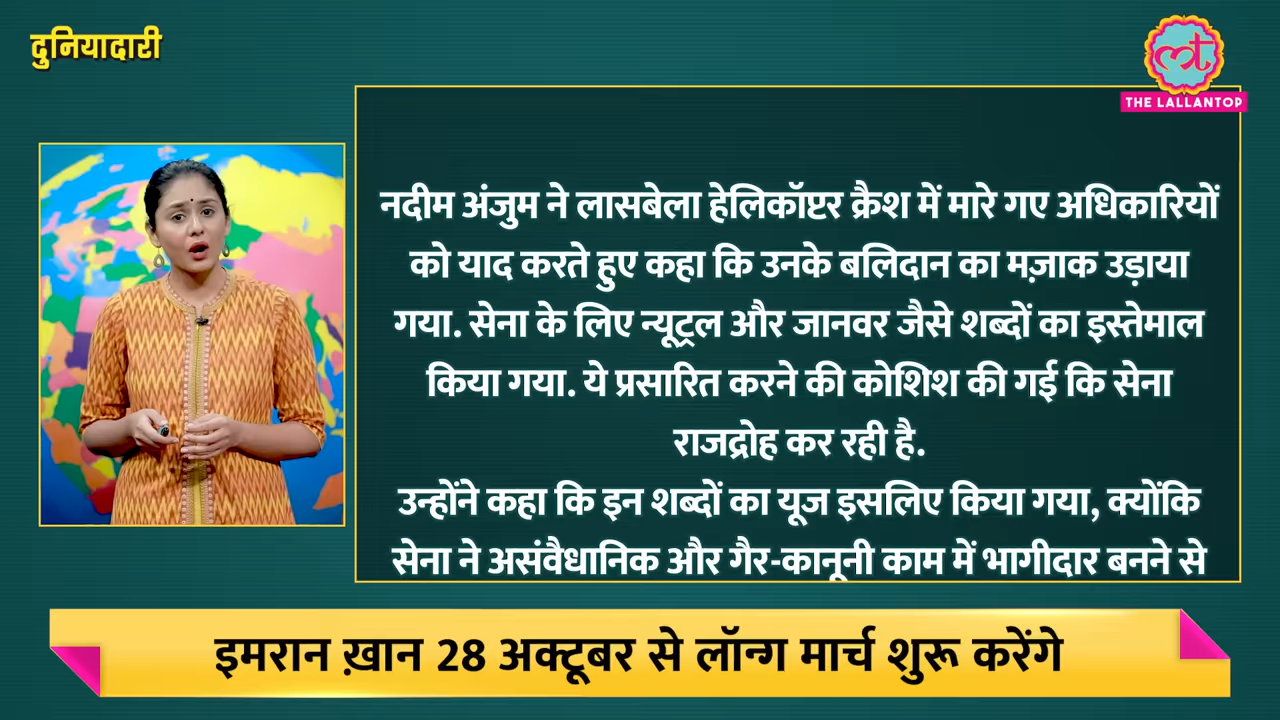 दुनियादारी
THE LALLANTOP
नदीम अंजुम ने लासबेला हेलिकॉप्टर क्रैश में मारे गए अधिकारियों
को याद करते हुए कहा कि उनके बलिदान का मज़ाक उड़ाया
गया. सेना के लिए न्यूट्रल और जानवर जैसे शब्दों का इस्तेमाल
किया गया. ये प्रसारित करने की कोशिश की गई कि सेना
राजद्रोह कर रही है.
उन्होंने कहा कि इन शब्दों का यूज इसलिए किया गया, क्योंकि
सेना ने असंवैधानिक और गैर-कानूनी काम में भागीदार बनने से
इमरान ख़ान 28 अक्टूबर से लॉन्ग मार्च शुरू करेंगे